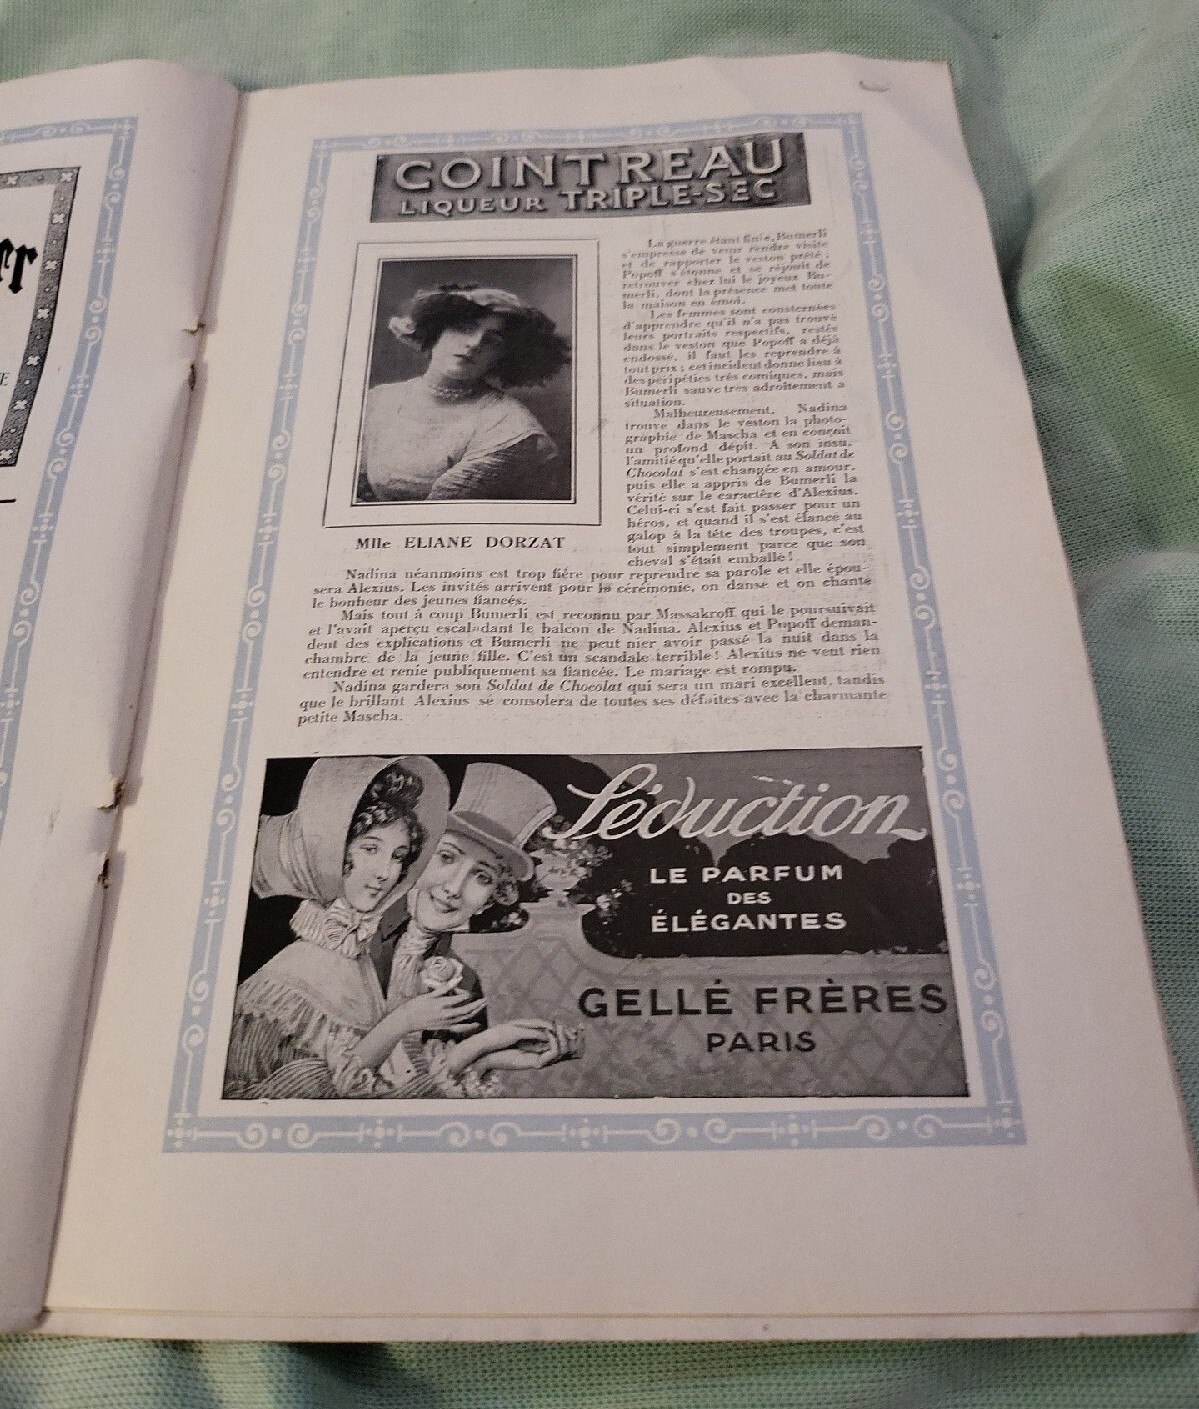 er
E
COINTREAU
LIQUEUR TRIPLE-SEC
La guerre étant finie, Bumerli
s'empresse de venir rendre visite
et de rapporter le veston prêté ;
Popoff s'étonne et se réjouit de
retrouver chez lui le joyeux Bu-
merli, dont la présence met toute
la maison en émoi.
Les femmes sont consternées
d'apprendre qu'il n'a pas trouvé
leurs portraits respectifs, restés
dans le veston que Popoff a déjà
endossé, il faut les reprendre à
tout prix ; cet incident donne lieu à
des péripéties très comiques, mais
Bumerli sauve très adroitement a
situation.
Malheureusement, Nadina
trouve dans le veston la photo-
graphie de Mascha et en conçoit
un profond dépit. A son insu,
l'amitié qu'elle portait au Soldat de
Chocolat s'est changée en amour,
puis elle a appris de Bumerli la
vérité sur le caractère d'Alexius.
Celui-ci s'est fait passer pour un
héros, et quand il s'est élancé au
galop à la tête des troupes, c'est
tout simplement parce que son
cheval s'était emballé !
Mlle ELIANE DORZAT
Nadina néanmoins est trop fière pour reprendre sa parole et elle épou-
sera Alexius. Les invités arrivent pour la cérémonie, on danse et on chante
le bonheur des jeunes fiancés.
Mais tout à coup Bumerli est reconnu par Massakroff qui le poursuivait
et l'avait aperçu escaladant le balcon de Nadina. Alexius et Popoff deman-
dent des explications et Bumerli ne peut nier avoir passé la nuit dans la
chambre de la jeune fille. C'est un scandale terrible ! Alexius ne veut rien
entendre et renie publiquement sa fiancée. Le mariage est rompu.
Nadina gardera son Soldat de Chocolat qui sera un mari excellent, tandis
que le brillant Alexius se consolera de toutes ses défaites avec la charmante
petite Mascha.
Séduction
LE PARFUM
DES
ÉLÉGANTES
GELLÉ FRÈRES
PARIS